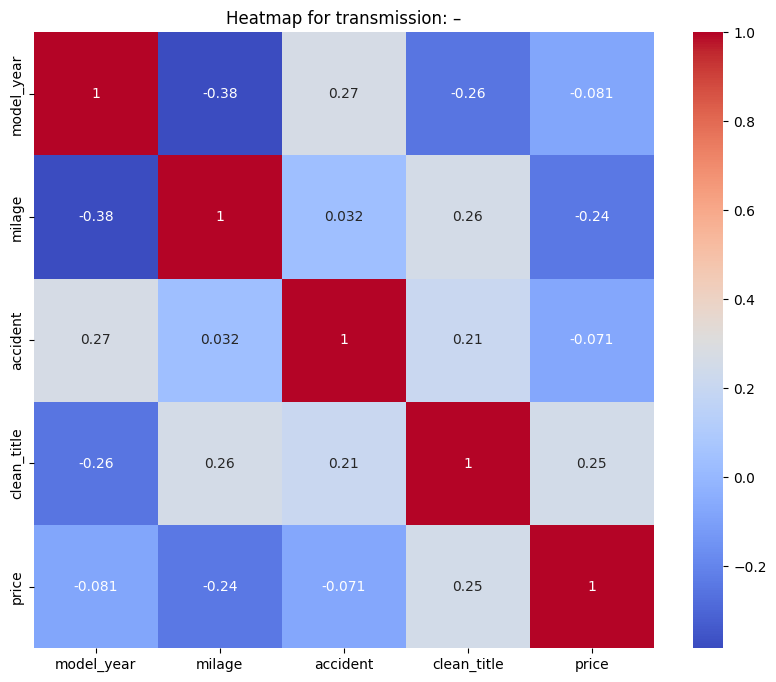 Heatmap for transmission: –
model_year 1 -0.38 0.27 -0.26 -0.081
milage -0.38 1 0.032 0.26 -0.24
accident 0.27 0.032 1 0.21 -0.071
clean_title -0.26 0.26 0.21 1 0.25
price -0.081 -0.24 -0.071 0.25 1
model_year milage accident clean_title price
1.0
0.8
0.6
0.4
0.2
0.0
−0.2